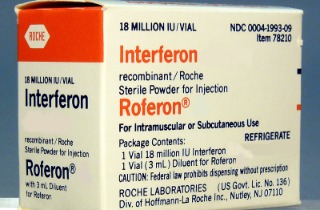 ROCHE
18 MILLION IU/VIAL
Interferon
recombinant/Roche
Sterile Powder for Injection
Roferon®
with 3 mL Diluent
for Roferon
18 MILLION IU/VIAL
NDC 0004-1993-09
Item 78210
Interferon
recombinant/Roche
Sterile Powder for Injection
Roferon®
For Intramuscular or Subcutaneous Use
REFRIGERATE
Package Contents:
1 Vial 18 million IU Interferon
1 Vial (3 mL) Diluent for Roferon
CAUTION: Federal law prohibits dispensing without prescription
ROCHE LABORATORIES (US Govt. Lic. No. 136)
Div. of Hoffmann-La Roche Inc., Nutley, NJ 07110